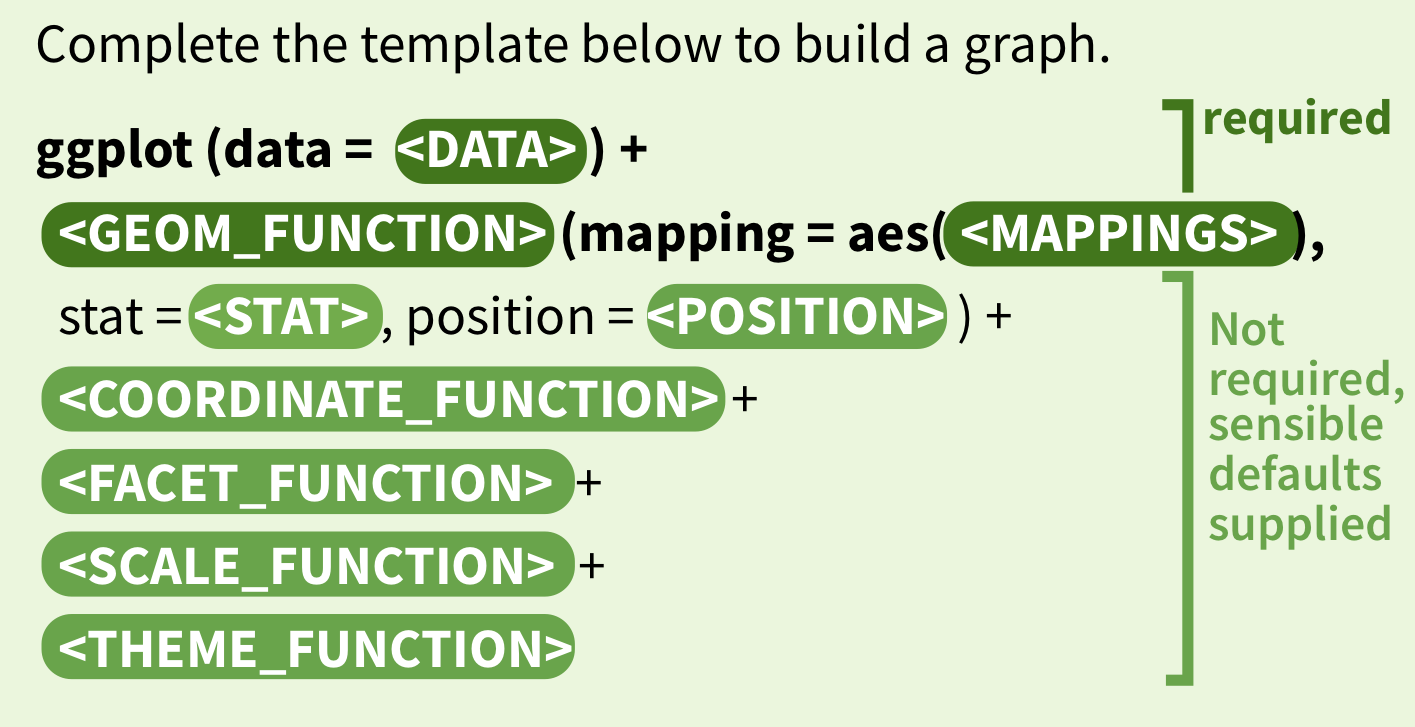 Complete the template below to build a graph.
required
ggplot (data = <DATA>) +
<GEOM_FUNCTION> (mapping = aes( <MAPPINGS> ),
stat = <STAT>, position = <POSITION> ) +
<COORDINATE_FUNCTION> +
<FACET_FUNCTION> +
<SCALE_FUNCTION> +
<THEME_FUNCTION>
Not
required,
sensible
defaults
supplied